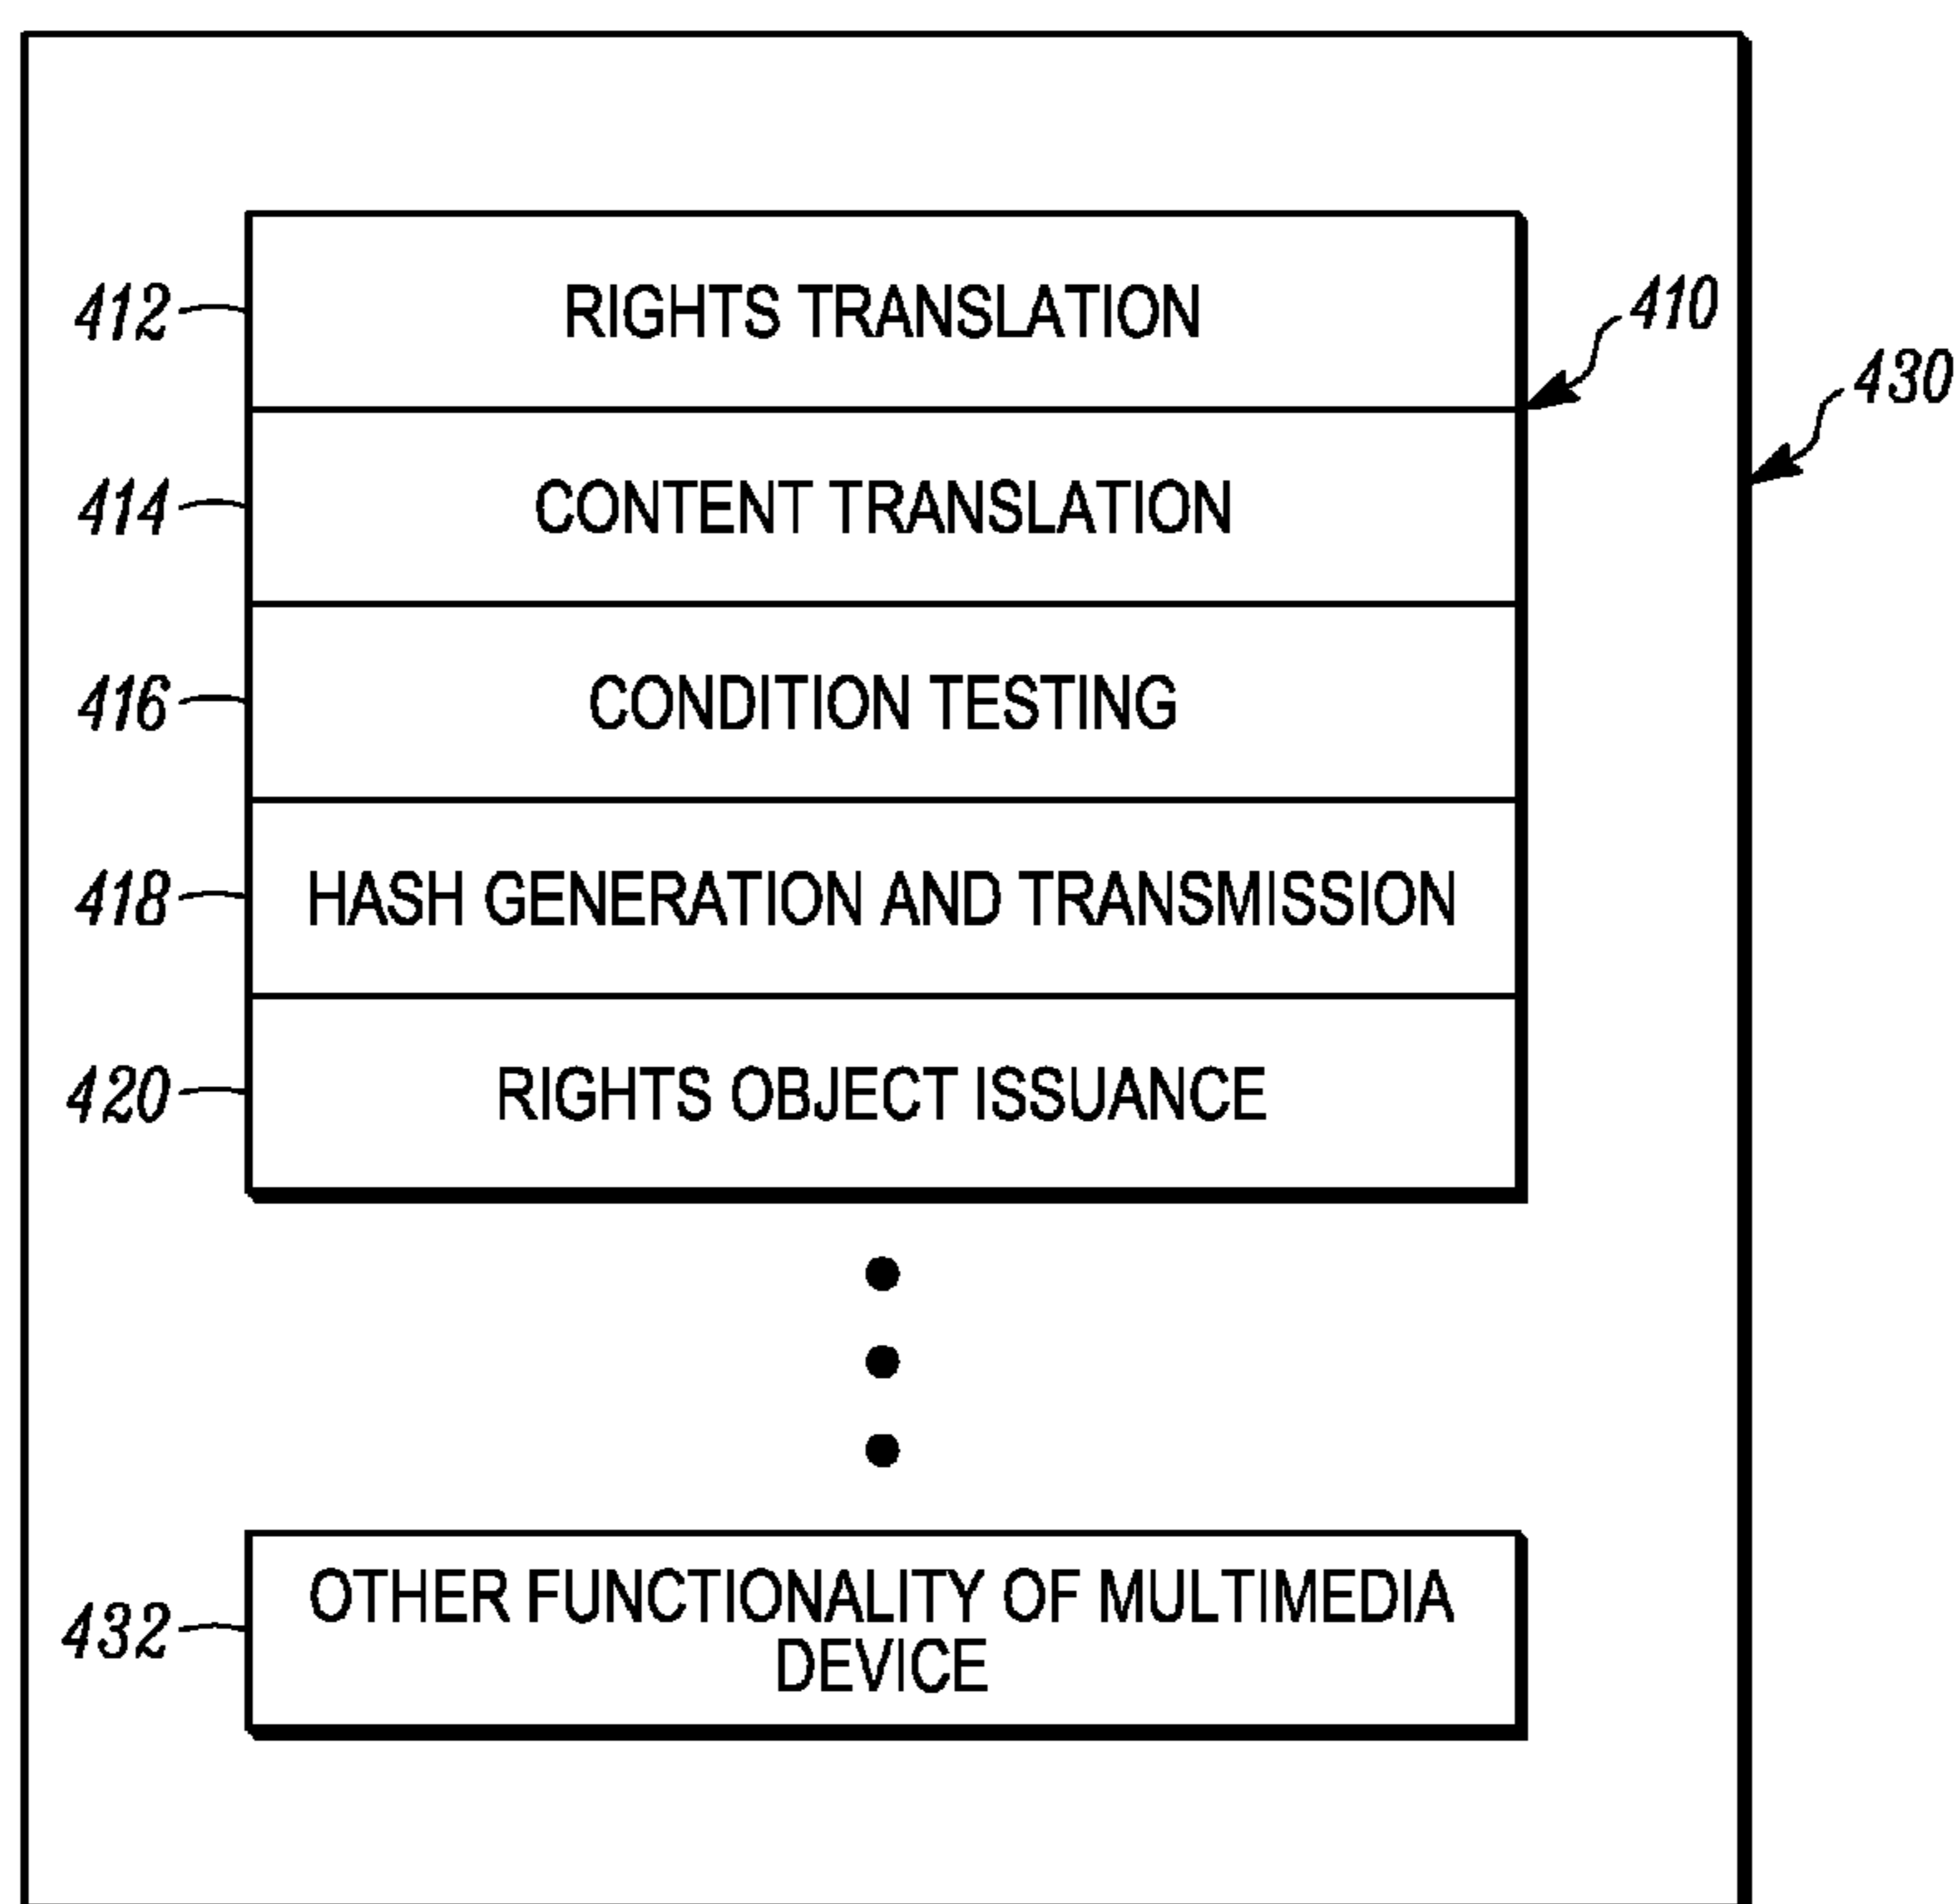 412
RIGHTS TRANSLATION
410
430
414
CONTENT TRANSLATION
416
CONDITION TESTING
418
HASH GENERATION AND TRANSMISSION
420
RIGHTS OBJECT ISSUANCE
432
OTHER FUNCTIONALITY OF MULTIMEDIA
DEVICE